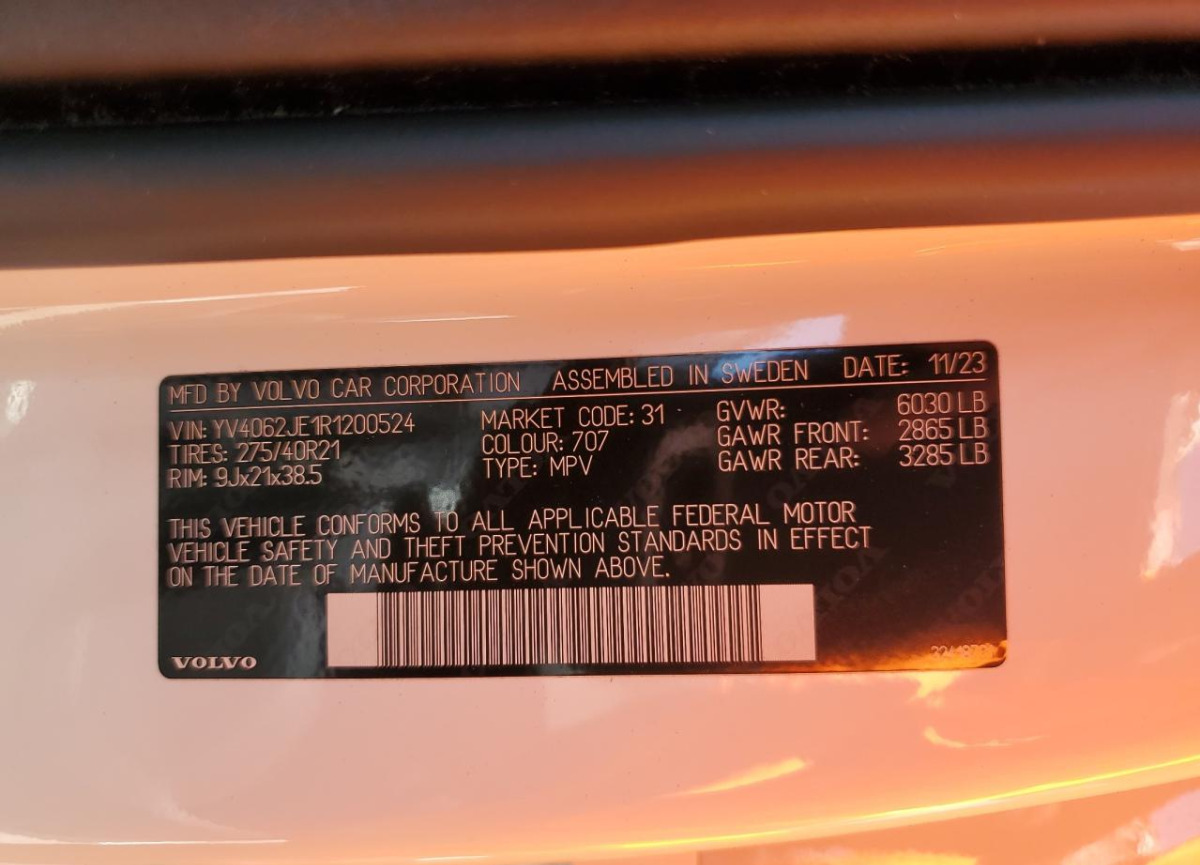 MFD BY VOLVO CAR CORPORATION ASSEMBLED IN SWEDEN DATE: 11/23
VIN: YV4062JE1R1200524 MARKET CODE: 31 GVWR: 6030 LB
TIRES: 275/40R21 COLOUR: 707 GAWR FRONT: 2865 LB
RIM: 9Jx21x38.5 TYPE: MPV GAWR REAR: 3285 LB
THIS VEHICLE CONFORMS TO ALL APPLICABLE FEDERAL MOTOR
VEHICLE SAFETY AND THEFT PREVENTION STANDARDS IN EFFECT
ON THE DATE OF MANUFACTURE SHOWN ABOVE.
VOLVO